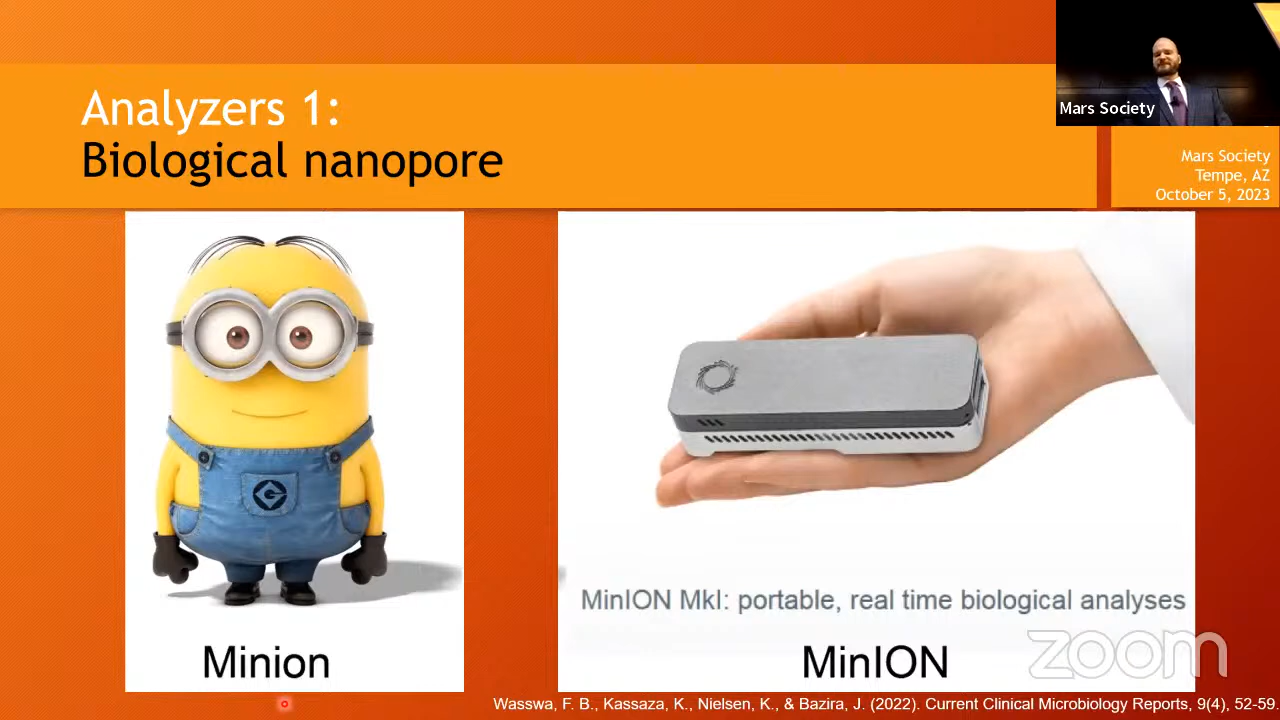 Analyzers 1:
Biological nanopore
Mars Society
Mars Society
Tempe, AZ
October 5, 2023
MinION MkI: portable, real time biological analyses
Minion
MinION
zoom
Wasswa, F. B., Kassaza, K., Nielsen, K., & Bazira, J. (2022). Current Clinical Microbiology Reports, 9(4), 52-59.